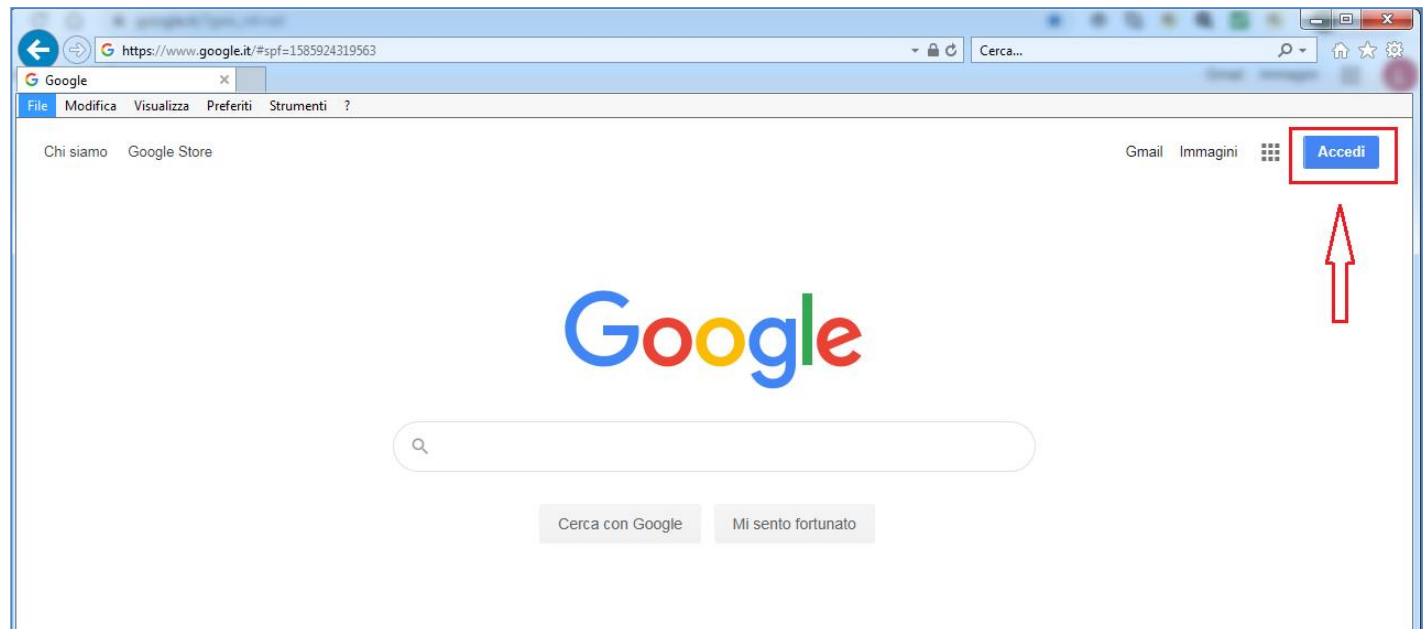 https://www.google.it/#spf=1585924319563
Cerca...
Google
File Modifica Visualizza Preferiti Strumenti ?
Chi siamo Google Store Gmail Immagini Accedi
Google
Cerca con Google Mi sento fortunato